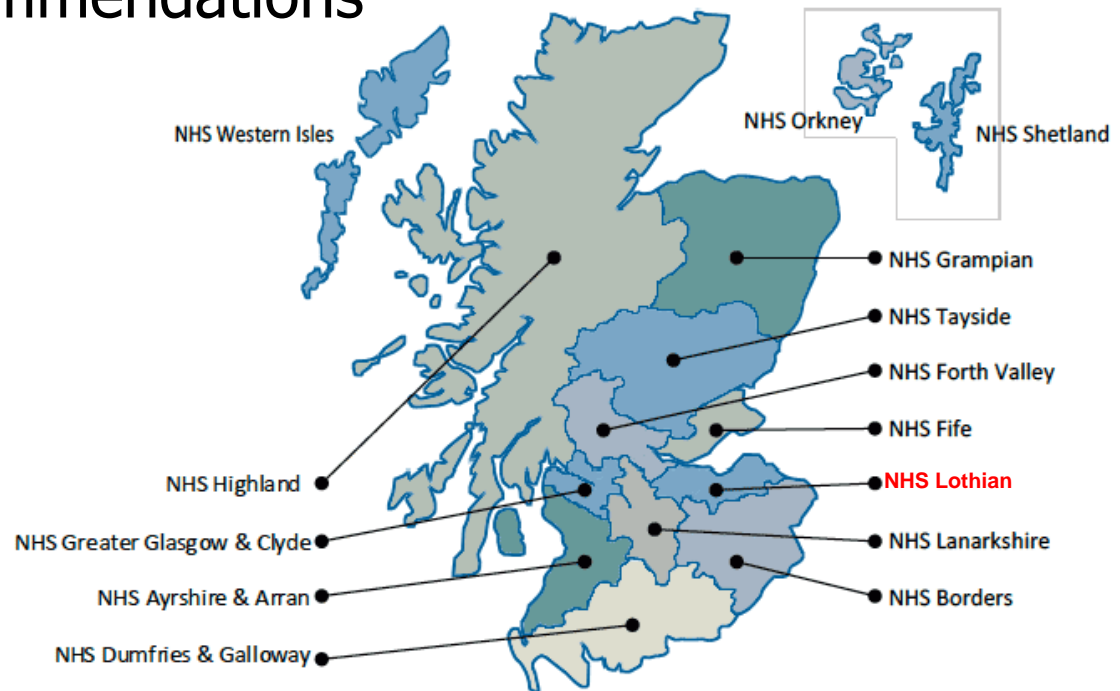 mmendations
NHS Western Isles
NHS Orkney
NHS Shetland
NHS Grampian
NHS Tayside
NHS Forth Valley
NHS Fife
NHS Highland
NHS Lothian
NHS Greater Glasgow & Clyde
NHS Lanarkshire
NHS Ayrshire & Arran
NHS Borders
NHS Dumfries & Galloway